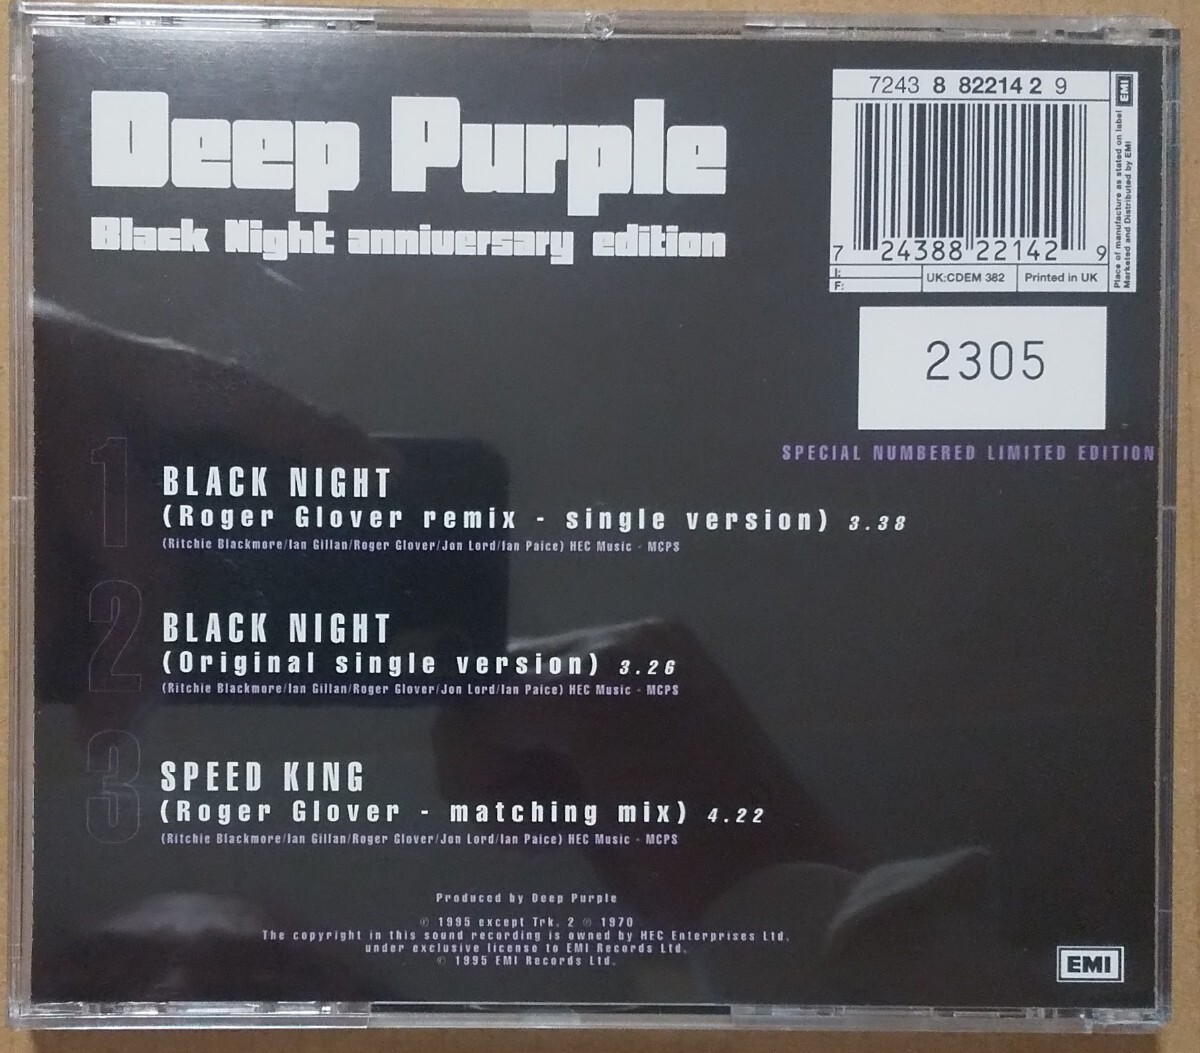 Deep Purple
Black Night anniversary edition
7243 8 82214 2 9
7 24388 22142 9
I:
F:
UK:CDEM 382
Printed in UK
EMI
Place of manufacture as stated on label
Marketed and Distributed by EMI
2305
SPECIAL NUMBERED LIMITED EDITION
1
BLACK NIGHT
(Roger Glover remix - single version) 3.38
(Ritchie Blackmore/Ian Gillan/Roger Glover/Jon Lord/Ian Paice) HEC Music - MCPS
2
BLACK NIGHT
(Original single version) 3.26
(Ritchie Blackmore/Ian Gillan/Roger Glover/Jon Lord/Ian Paice) HEC Music - MCPS
3
SPEED KING
(Roger Glover - matching mix) 4.22
(Ritchie Blackmore/Ian Gillan/Roger Glover/Jon Lord/Ian Paice) HEC Music - MCPS
Produced by Deep Purple
℗ 1995 except Trk. 2 ℗ 1970
The copyright in this sound recording is owned by HEC Enterprises Ltd.
under exclusive license to EMI Records Ltd.
© 1995 EMI Records Ltd.
EMI